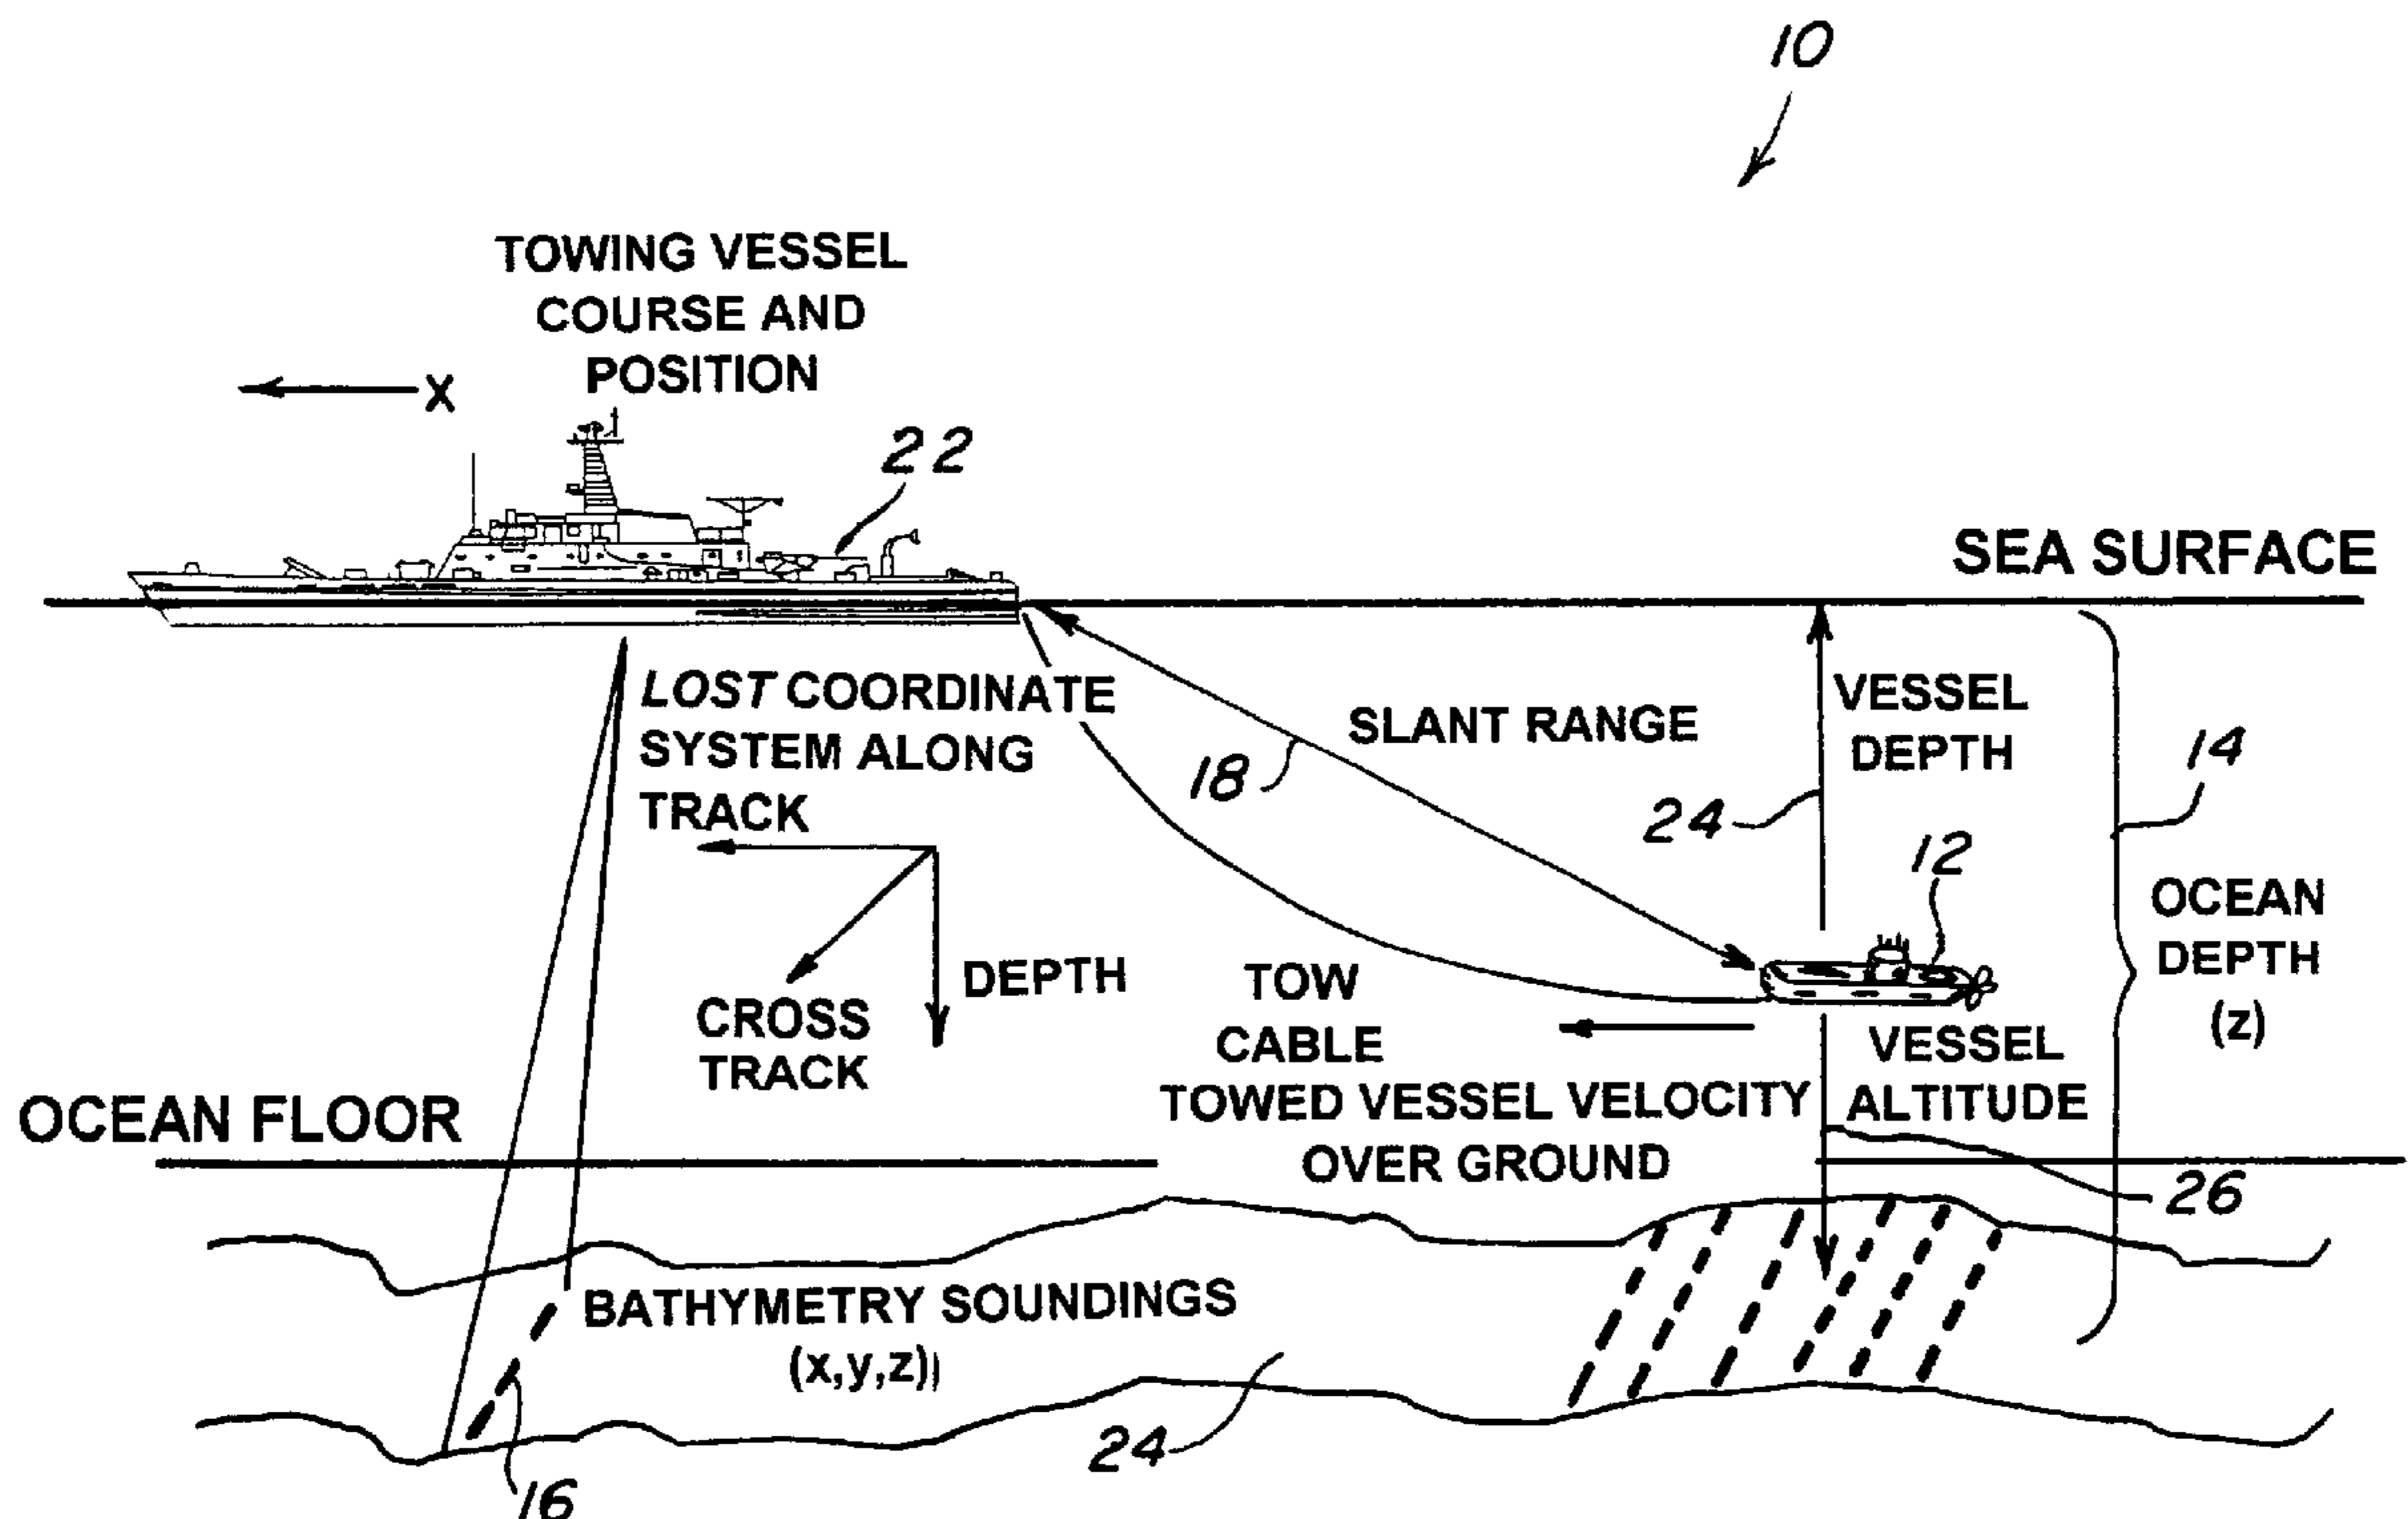 10
TOWING VESSEL
COURSE AND
POSITION
X
22
SEA SURFACE
LOST COORDINATE
SYSTEM ALONG
TRACK
SLANT RANGE
18
VESSEL
DEPTH
24
14
12
OCEAN
DEPTH
(z)
DEPTH
CROSS
TRACK
TOW
CABLE
VESSEL
ALTITUDE
TOWED VESSEL VELOCITY
OVER GROUND
OCEAN FLOOR
26
BATHYMETRY SOUNDINGS
(x,y,z))
24
16